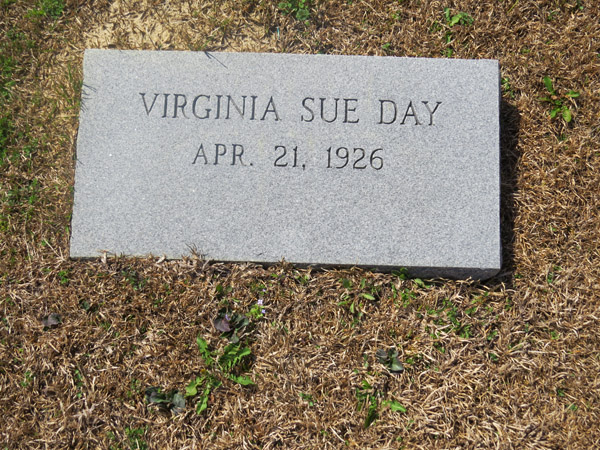 VIRGINIA SUE DAY
APR. 21, 1926